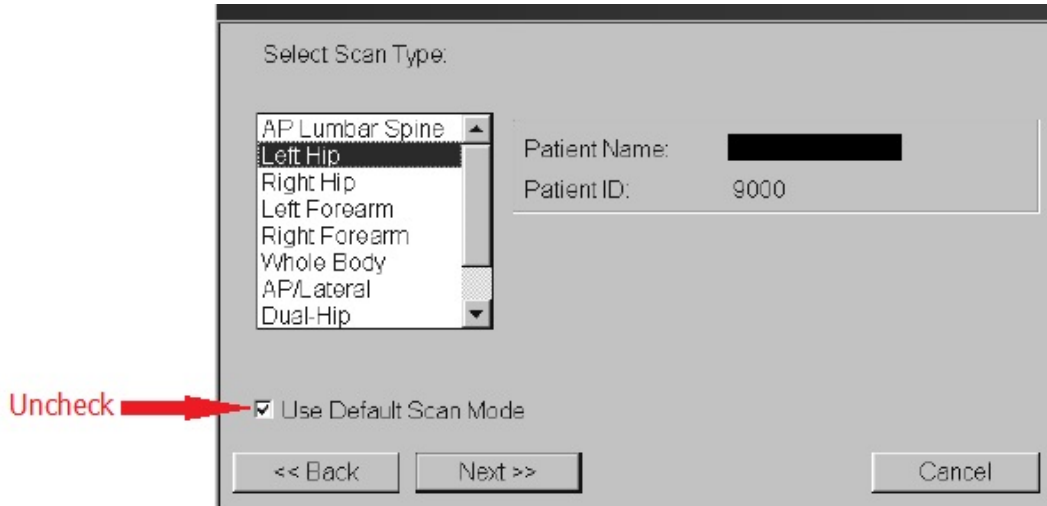 Select Scan Type:
AP Lumbar Spine
Left Hip
Right Hip
Left Forearm
Right Forearm
Whole Body
AP/Lateral
Dual-Hip
Patient Name:
Patient ID: 9000
Uncheck
Use Default Scan Mode
<< Back
Next >>
Cancel